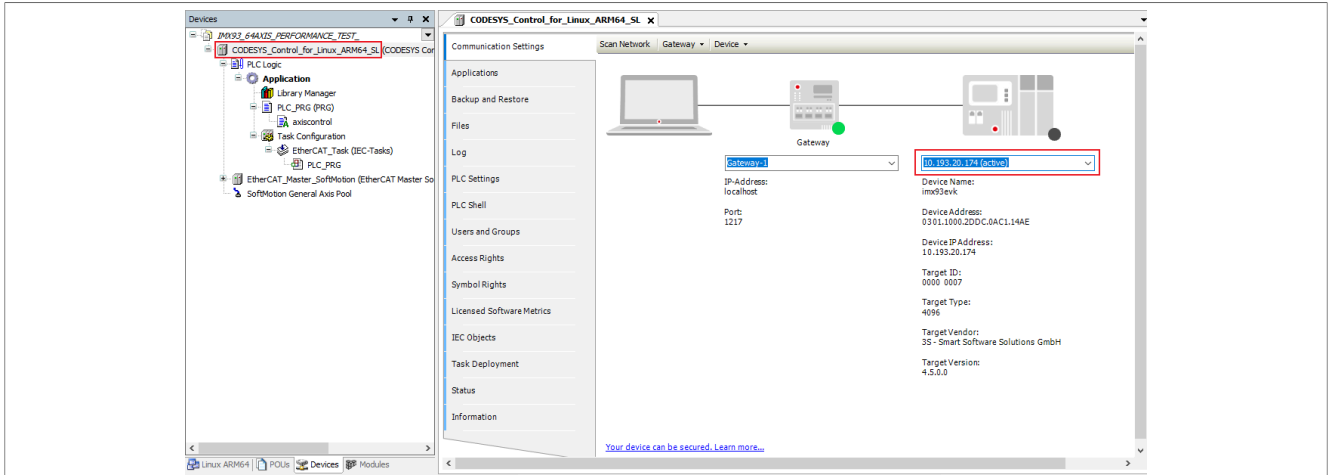 Devices
IMX93_64AXIS_PERFORMANCE_TEST_
CODESYS_Control_for_Linux_ARM64_SL (CODESYS Con
PLC Logic
Application
Library Manager
PLC_PRG (PRG)
axiscontrol
Task Configuration
EtherCAT_Task (IEC-Tasks)
PLC_PRG
EtherCAT_Master_SoftMotion (EtherCAT Master So
SoftMotion General Axis Pool
Linux ARM64
POUs
Devices
Modules
CODESYS_Control_for_Linux_ARM64_SL
Communication Settings
Applications
Backup and Restore
Files
Log
PLC Settings
PLC Shell
Users and Groups
Access Rights
Symbol Rights
Licensed Software Metrics
IEC Objects
Task Deployment
Status
Information
Scan Network
Gateway
Device
Gateway
Gateway-1
IP-Address:
localhost
Port:
1217
10.193.20.174 (active)
Device Name:
imx93evk
Device Address:
0301.1000.2DDC.0AC1.14AE
Device IP Address:
10.193.20.174
Target ID:
0000 0007
Target Type:
4096
Target Vendor:
3S - Smart Software Solutions GmbH
Target Version:
4.5.0.0
Your device can be secured. Learn more...